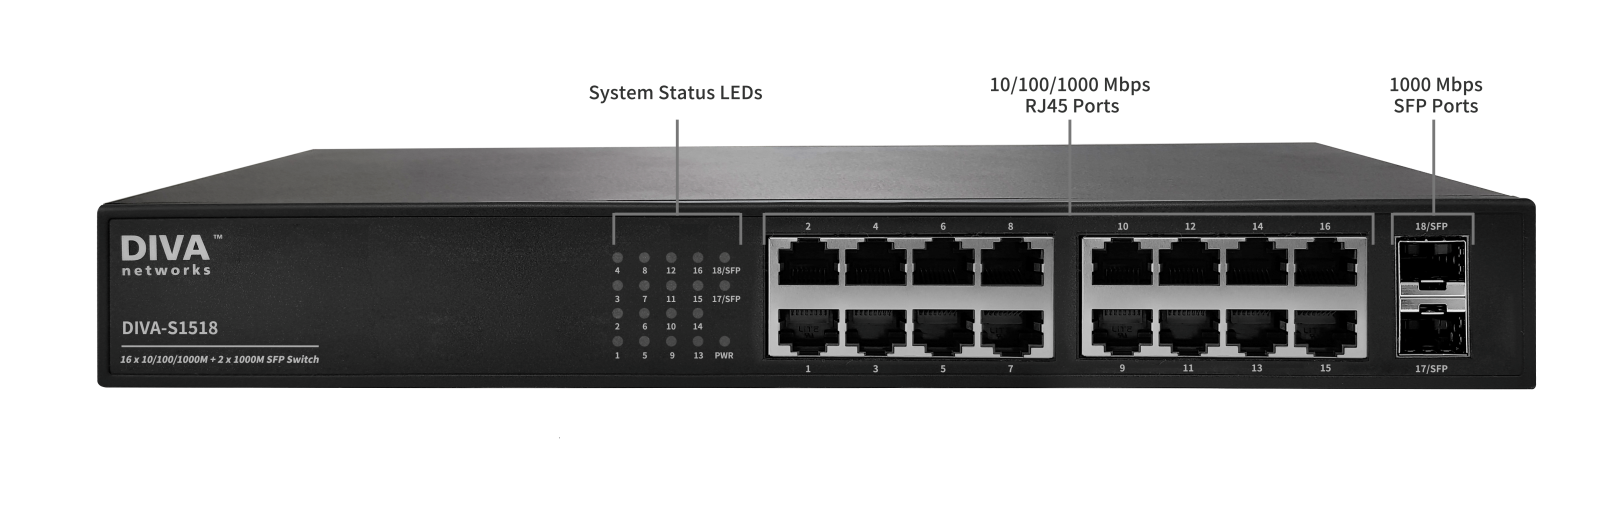 System Status LEDs
10/100/1000 Mbps
RJ45 Ports
1000 Mbps
SFP Ports
DIVA™
networks
DIVA-S1518
16 x 10/100/1000M + 2 x 1000M SFP Switch
4 8 12 16 18/SFP
3 7 11 15 17/SFP
2 6 10 14
1 5 9 13 PWR
2 4 6 8
1 3 5 7
10 12 14 16
9 11 13 15
18/SFP
17/SFP